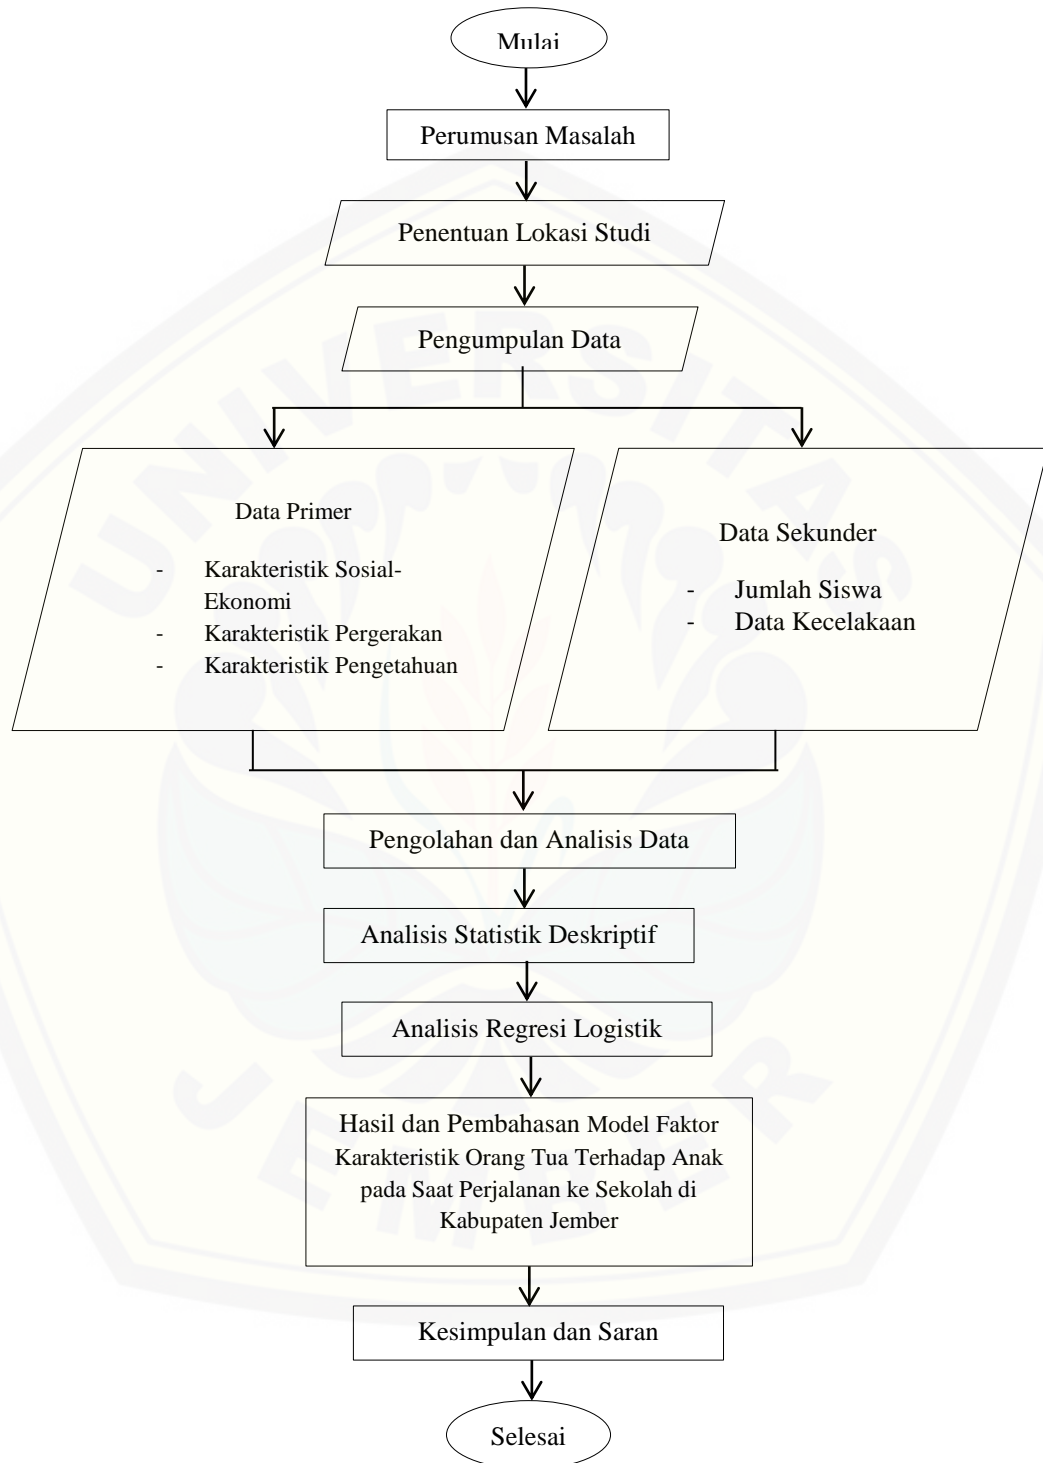 Mulai
Perumusan Masalah
Penentuan Lokasi Studi
Pengumpulan Data
Data Primer
- Karakteristik Sosial-
Ekonomi
- Karakteristik Pergerakan
- Karakteristik Pengetahuan
Data Sekunder
- Jumlah Siswa
- Data Kecelakaan
Pengolahan dan Analisis Data
Analisis Statistik Deskriptif
Analisis Regresi Logistik
Hasil dan Pembahasan Model Faktor
Karakteristik Orang Tua Terhadap Anak
pada Saat Perjalanan ke Sekolah di
Kabupaten Jember
Kesimpulan dan Saran
Selesai
UNIVERSITAS
JEMBER